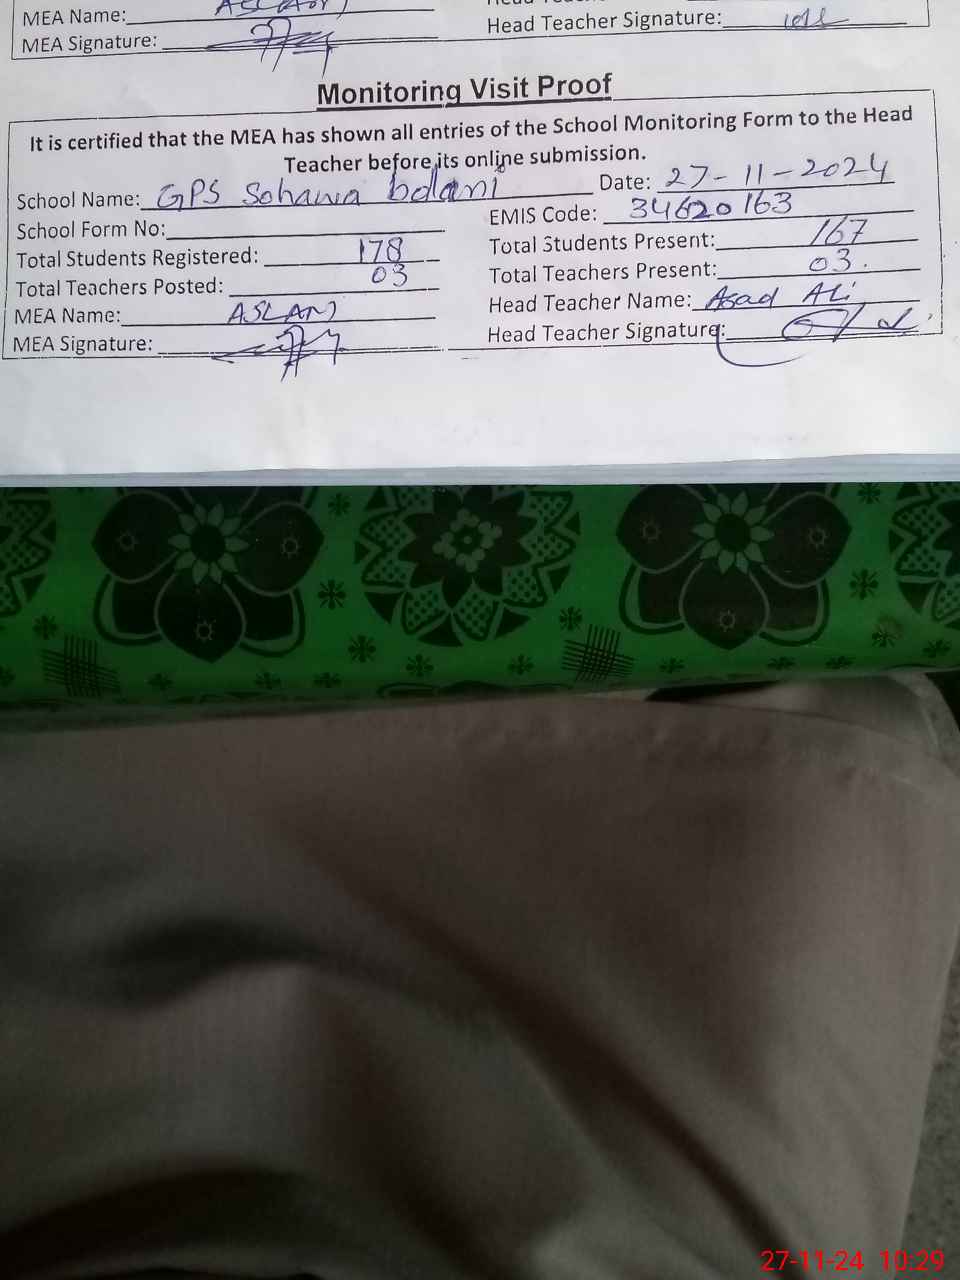 MEA Name: ASLAN
Head Teacher Signature:
MEA Signature:
Monitoring Visit Proof
It is certified that the MEA has shown all entries of the School Monitoring Form to the Head
Teacher before its online submission.
School Name: GPS Sohawa bolani Date: 27-11-2024
School Form No: EMIS Code: 34620163
Total Students Registered: 178 Total Students Present: 167
Total Teachers Posted: 03 Total Teachers Present: 03.
MEA Name: ASLAN Head Teacher Name: Asad Ali
MEA Signature: Head Teacher Signature:
27-11-24 10:29